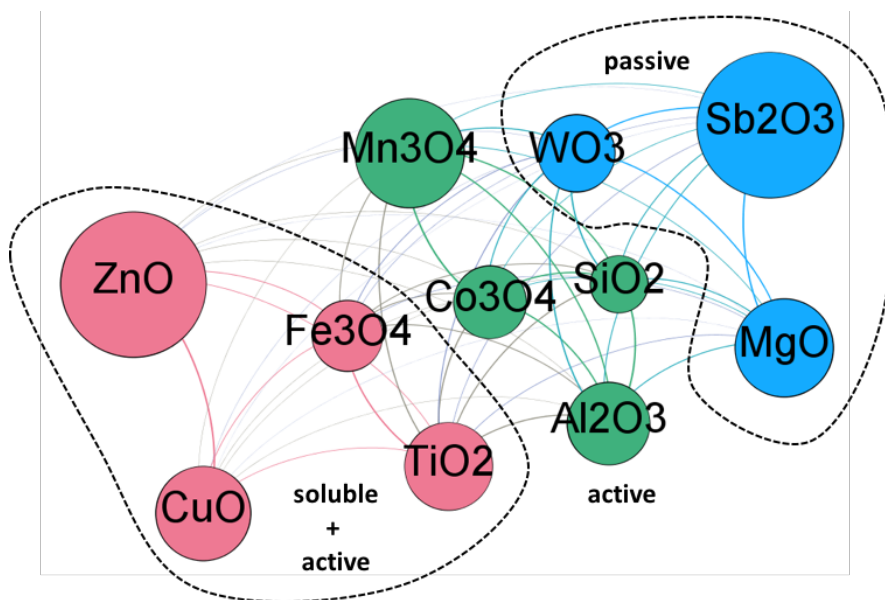 passive
Sb2O3
Mn3O4
WO3
ZnO
SiO2
Co3O4
Fe3O4
MgO
Al2O3
TiO2
CuO
soluble
+
active
active